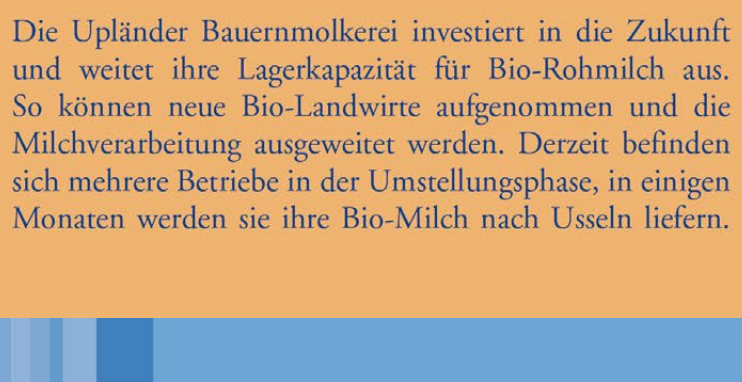 Die Upländer Bauernmolkerei investiert in die Zukunft
und weitet ihre Lagerkapazität für Bio-Rohmilch aus.
So können neue Bio-Landwirte aufgenommen und die
Milchverarbeitung ausgeweitet werden. Derzeit befinden
sich mehrere Betriebe in der Umstellungsphase, in einigen
Monaten werden sie ihre Bio-Milch nach Usseln liefern.